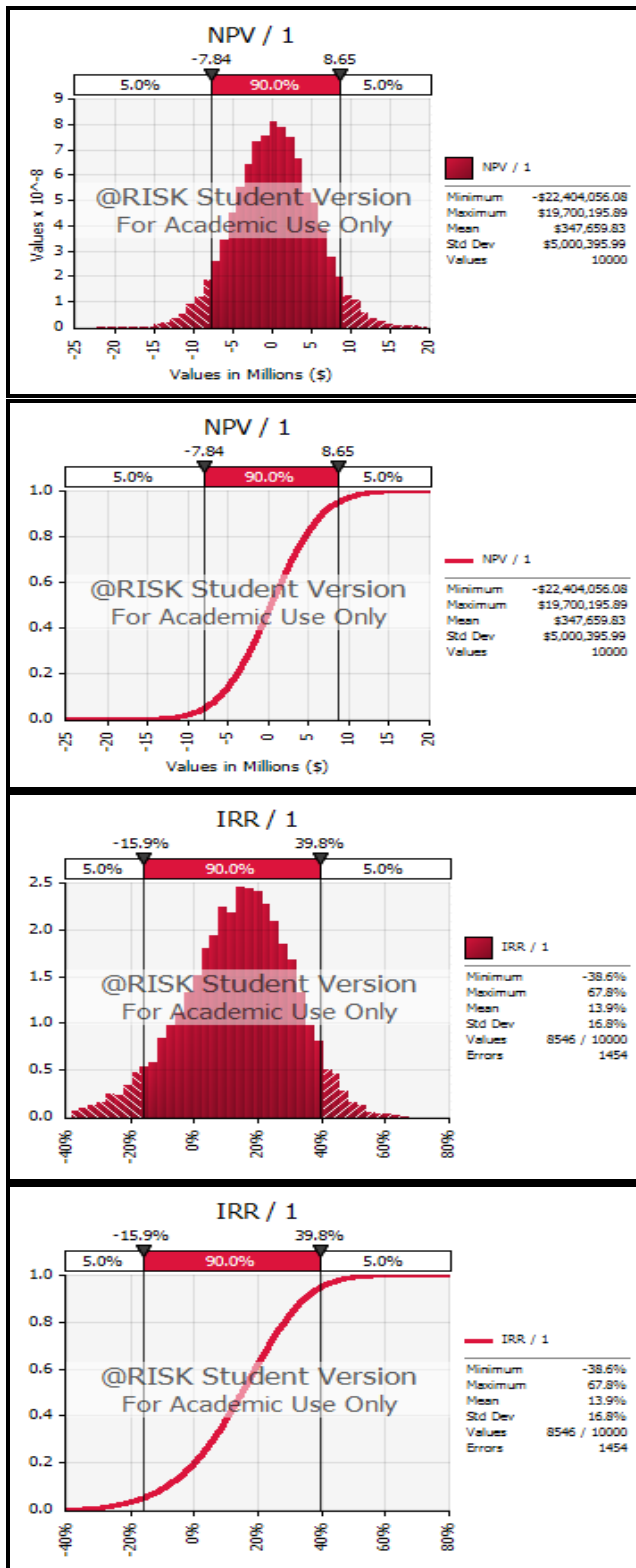 NPV / 1
-7.84 8.65
5.0% 90.0% 5.0%
9
8
7
6
5
4
3
2
1
0
Values x 10^-8
@RISK Student Version
For Academic Use Only
-25 -20 -15 -10 -5 0 5 10 15 20
Values in Millions ($)
NPV / 1
Minimum -$22,404,056.08
Maximum $19,700,195.89
Mean $347,659.83
Std Dev $5,000,395.99
Values 10000
NPV / 1
-7.84 8.65
5.0% 90.0% 5.0%
1.0
0.8
0.6
0.4
0.2
0.0
@RISK Student Version
For Academic Use Only
-25 -20 -15 -10 -5 0 5 10 15 20
Values in Millions ($)
NPV / 1
Minimum -$22,404,056.08
Maximum $19,700,195.89
Mean $347,659.83
Std Dev $5,000,395.99
Values 10000
IRR / 1
-15.9% 39.8%
5.0% 90.0% 5.0%
2.5
2.0
1.5
1.0
0.5
0.0
@RISK Student Version
For Academic Use Only
-40% -20% 0% 20% 40% 60% 80%
IRR / 1
Minimum -38.6%
Maximum 67.8%
Mean 13.9%
Std Dev 16.8%
Values 8546 / 10000
Errors 1454
IRR / 1
-15.9% 39.8%
5.0% 90.0% 5.0%
1.0
0.8
0.6
0.4
0.2
0.0
@RISK Student Version
For Academic Use Only
-40% -20% 0% 20% 40% 60% 80%
IRR / 1
Minimum -38.6%
Maximum 67.8%
Mean 13.9%
Std Dev 16.8%
Values 8546 / 10000
Errors 1454